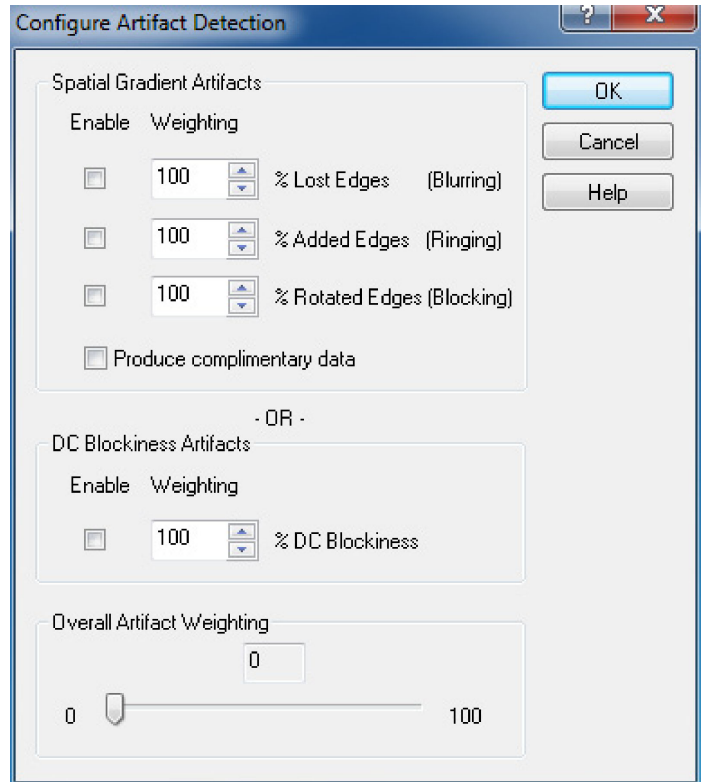 Configure Artifact Detection
? X
Spatial Gradient Artifacts
Enable Weighting
100 % Lost Edges (Blurring)
100 % Added Edges (Ringing)
100 % Rotated Edges (Blocking)
Produce complimentary data
OK
Cancel
Help
- OR -
DC Blockiness Artifacts
Enable Weighting
100 % DC Blockiness
Overall Artifact Weighting
0
0 100